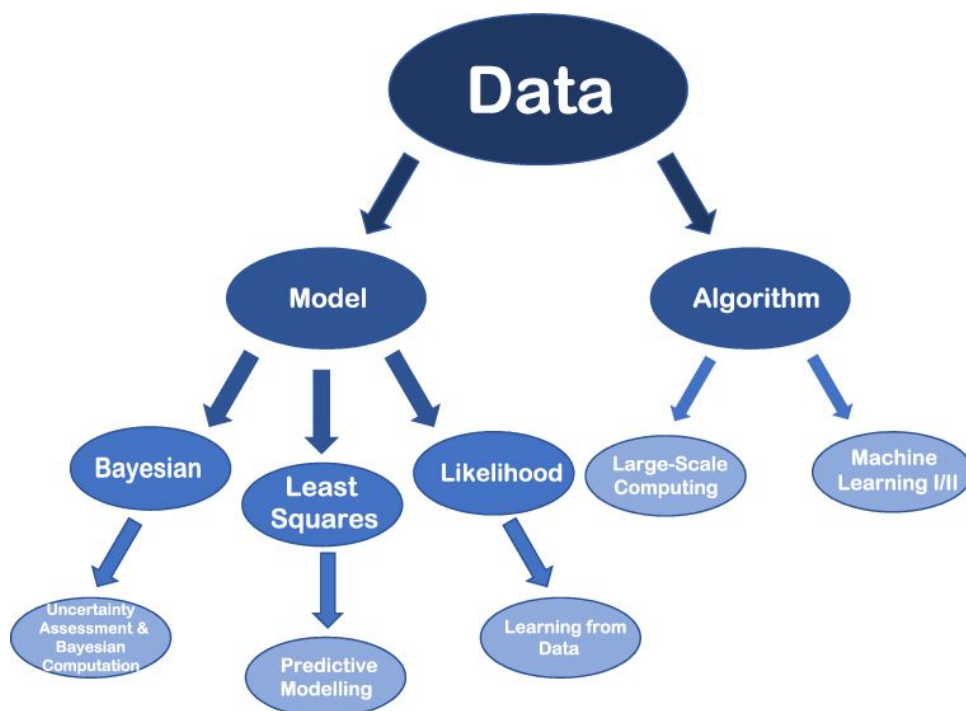 Data
Model
Algorithm
Bayesian
Least
Squares
Likelihood
Large-Scale
Computing
Machine
Learning I/II
Uncertainty
Assessment &
Bayesian
Computation
Predictive
Modelling
Learning from
Data